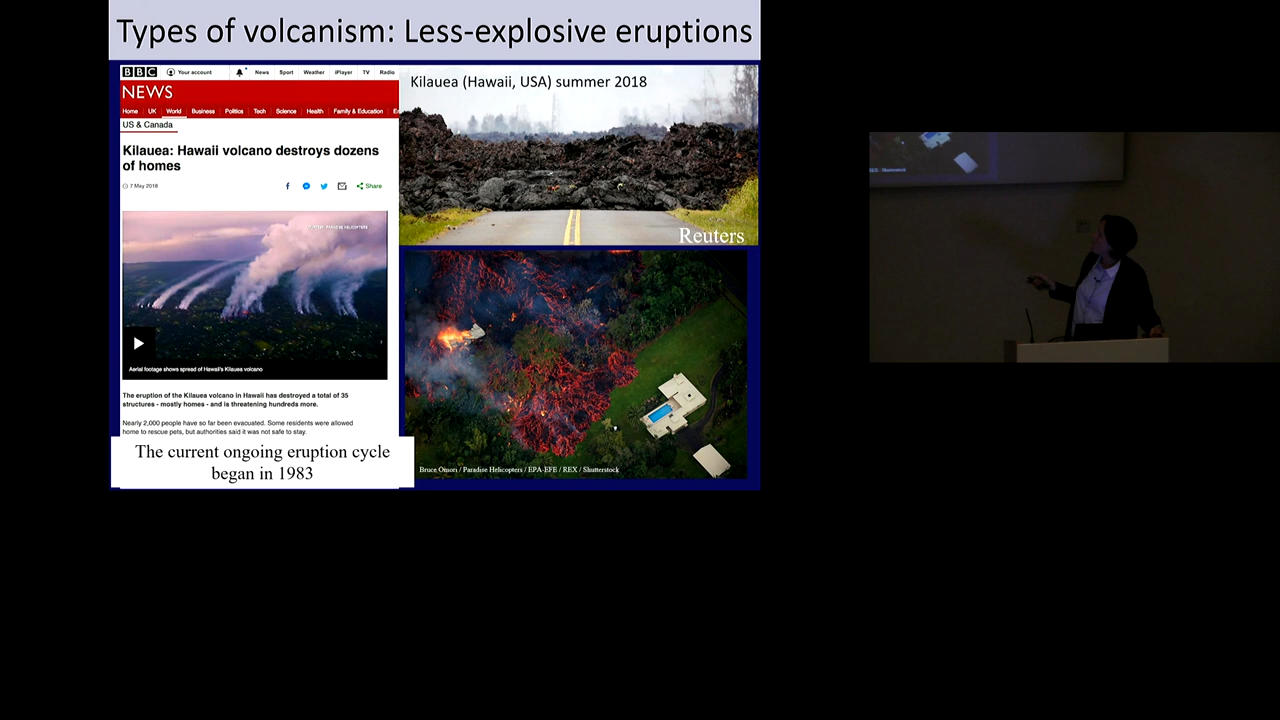 Types of volcanism: Less-explosive eruptions
BBC Your account News Sport Weather iPlayer TV Radio
NEWS
Home UK World Business Politics Tech Science Health Family & Education
US & Canada
Kilauea: Hawaii volcano destroys dozens
of homes
7 May 2018
Share
PARADISE HELICOPTERS
Aerial footage shows spread of Hawaii's Kilauea volcano
The eruption of the Kilauea volcano in Hawaii has destroyed a total of 35
structures - mostly homes - and is threatening hundreds more.
Nearly 2,000 people have so far been evacuated. Some residents were allowed
home to rescue pets, but authorities said it was not safe to stay.
The current ongoing eruption cycle
began in 1983
Kilauea (Hawaii, USA) summer 2018
Reuters
Bruce Omori / Paradise Helicopters / EPA-EFE / REX / Shutterstock